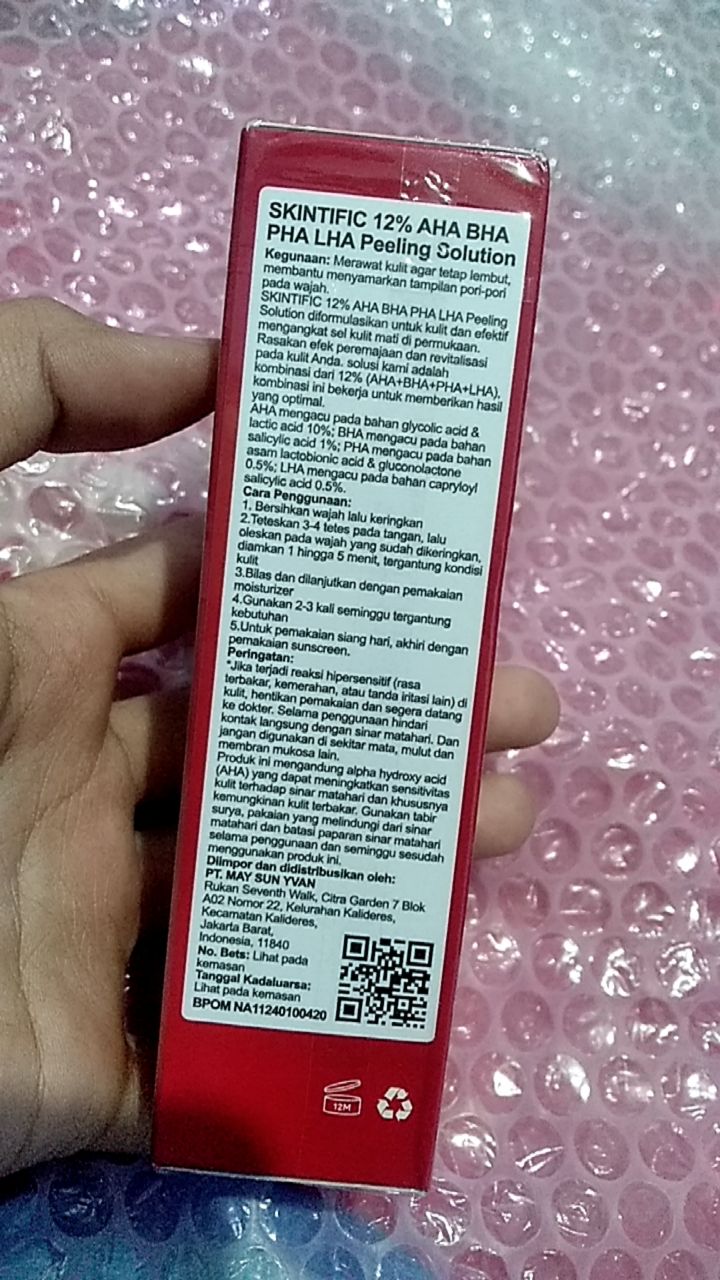 SKINTIFIC 12% AHA BHA
PHA LHA Peeling Solution
Kegunaan: Merawat kulit agar tetap lembut,
membantu menyamarkan tampilan pori-pori
pada wajah.
SKINTIFIC 12% AHA BHA PHA LHA Peeling
Solution diformulasikan untuk kulit dan efektif
mengangkat sel kulit mati di permukaan.
Rasakan efek peremajaan dan revitalisasi
pada kulit Anda. solusi kami adalah
kombinasi dari 12% (AHA+BHA+PHA+LHA),
kombinasi ini bekerja untuk memberikan hasil
yang optimal.
AHA mengacu pada bahan glycolic acid &
lactic acid 10%; BHA mengacu pada bahan
salicylic acid 1%; PHA mengacu pada bahan
asam lactobionic acid & gluconolactone
0.5%; LHA mengacu pada bahan capryloyl
salicylic acid 0.5%.
Cara Penggunaan:
1. Bersihkan wajah lalu keringkan
2.Teteskan 3-4 tetes pada tangan, lalu
oleskan pada wajah yang sudah dikeringkan,
diamkan 1 hingga 5 menit, tergantung kondisi
kulit
3.Bilas dan dilanjutkan dengan pemakaian
moisturizer
4.Gunakan 2-3 kali seminggu tergantung
kebutuhan
5.Untuk pemakaian siang hari, akhiri dengan
pemakaian sunscreen.
Peringatan:
*Jika terjadi reaksi hipersensitif (rasa
terbakar, kemerahan, atau tanda iritasi lain) di
kulit, hentikan pemakaian dan segera datang
ke dokter. Selama penggunaan hindari
kontak langsung dengan sinar matahari. Dan
jangan digunakan di sekitar mata, mulut dan
membran mukosa lain.
Produk ini mengandung alpha hydroxy acid
(AHA) yang dapat meningkatkan sensitivitas
kulit terhadap sinar matahari dan khususnya
kemungkinan kulit terbakar. Gunakan tabir
surya, pakaian yang melindungi dari sinar
matahari dan batasi paparan sinar matahari
selama penggunaan dan seminggu sesudah
menggunakan produk ini.
Diimpor dan didistribusikan oleh:
PT. MAY SUN YVAN
Rukan Seventh Walk, Citra Garden 7 Blok
A02 Nomor 22, Kelurahan Kalideres,
Kecamatan Kalideres,
Jakarta Barat,
Indonesia, 11840
No. Bets: Lihat pada
kemasan
Tanggal Kadaluarsa:
Lihat pada kemasan
BPOM NA11240100420
12M